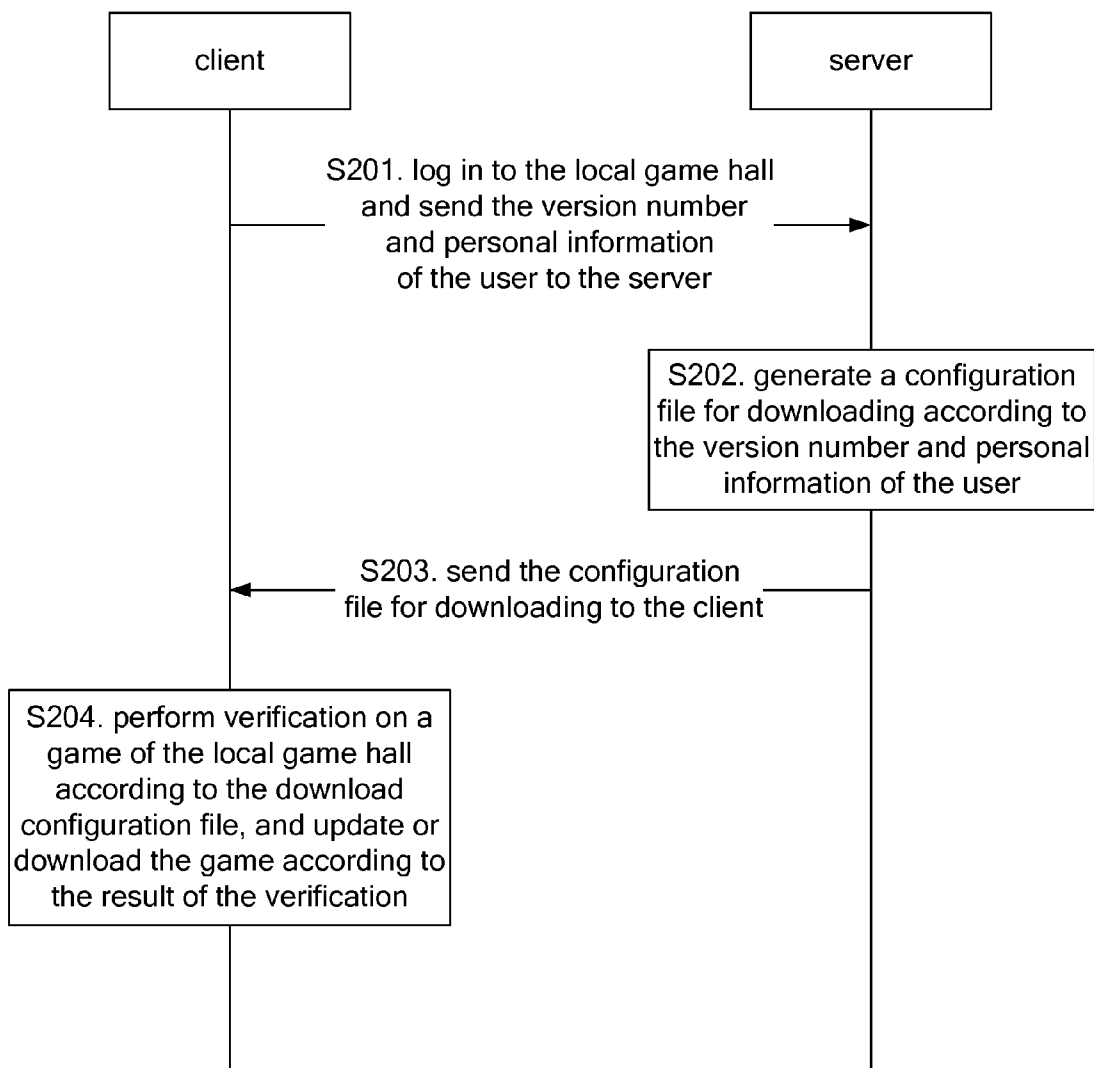 client
server
S201. log in to the local game hall
and send the version number
and personal information
of the user to the server
S202. generate a configuration
file for downloading according to
the version number and personal
information of the user
S203. send the configuration
file for downloading to the client
S204. perform verification on a
game of the local game hall
according to the download
configuration file, and update or
download the game according to
the result of the verification